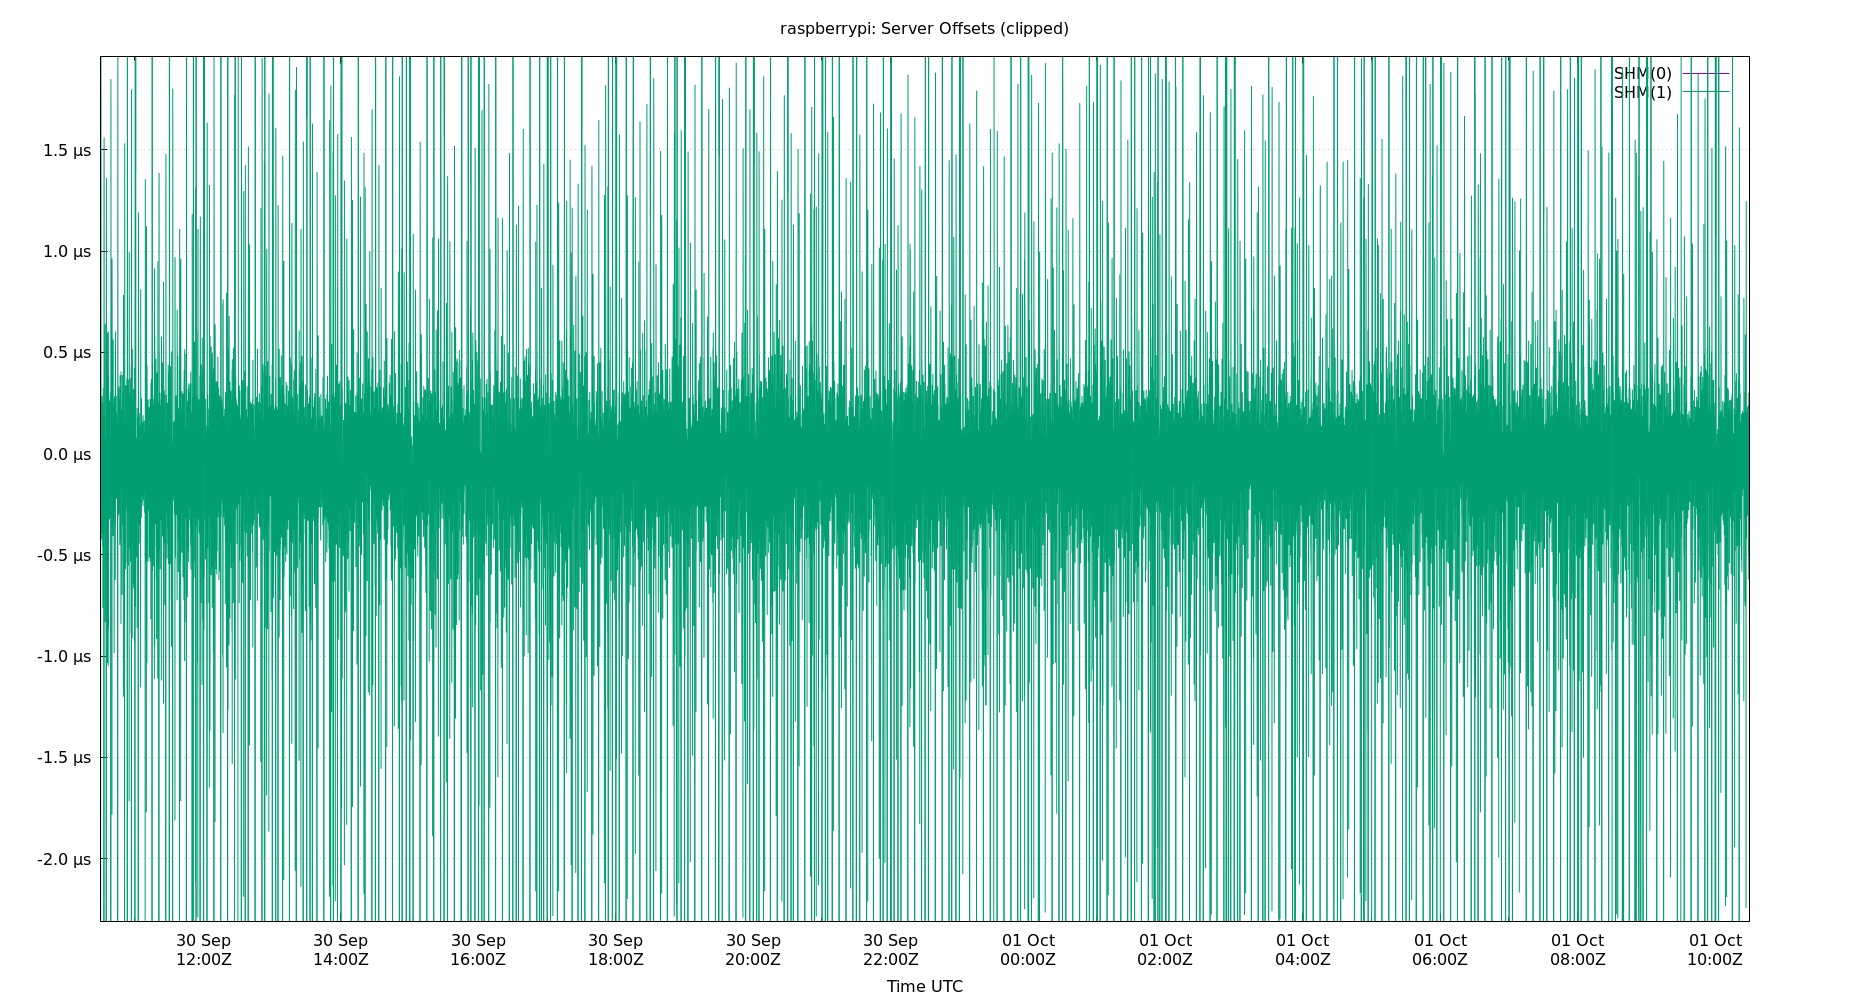 raspberrypi: Server Offsets (clipped)
SHM(0)
SHM(1)
1.5 µs
1.0 µs
0.5 µs
0.0 µs
-0.5 µs
-1.0 µs
-1.5 µs
-2.0 µs
30 Sep 30 Sep 30 Sep 30 Sep 30 Sep 30 Sep 01 Oct 01 Oct 01 Oct 01 Oct 01 Oct 01 Oct
12:00Z 14:00Z 16:00Z 18:00Z 20:00Z 22:00Z 00:00Z 02:00Z 04:00Z 06:00Z 08:00Z 10:00Z
Time UTC